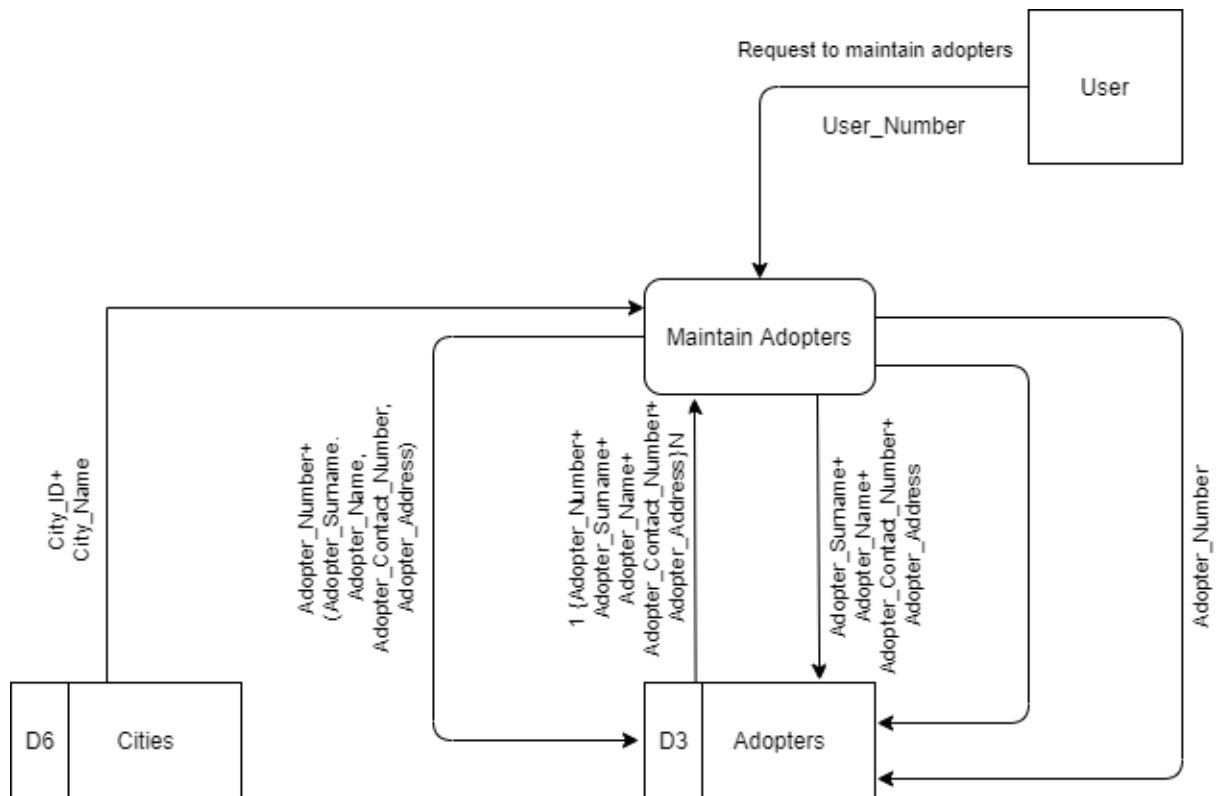 Request to maintain adopters
User
User_Number
Maintain Adopters
City_ID+
City_Name
Adopter_Number+
(Adopter_Surname.
Adopter_Name,
Adopter_Contact_Number,
Adopter_Address)
1 {Adopter_Number+
Adopter_Surname+
Adopter_Name+
Adopter_Contact_Number+
Adopter_Address}N
Adopter_Surname+
Adopter_Name+
Adopter_Contact_Number+
Adopter_Address
Adopter_Number
D6
Cities
D3
Adopters